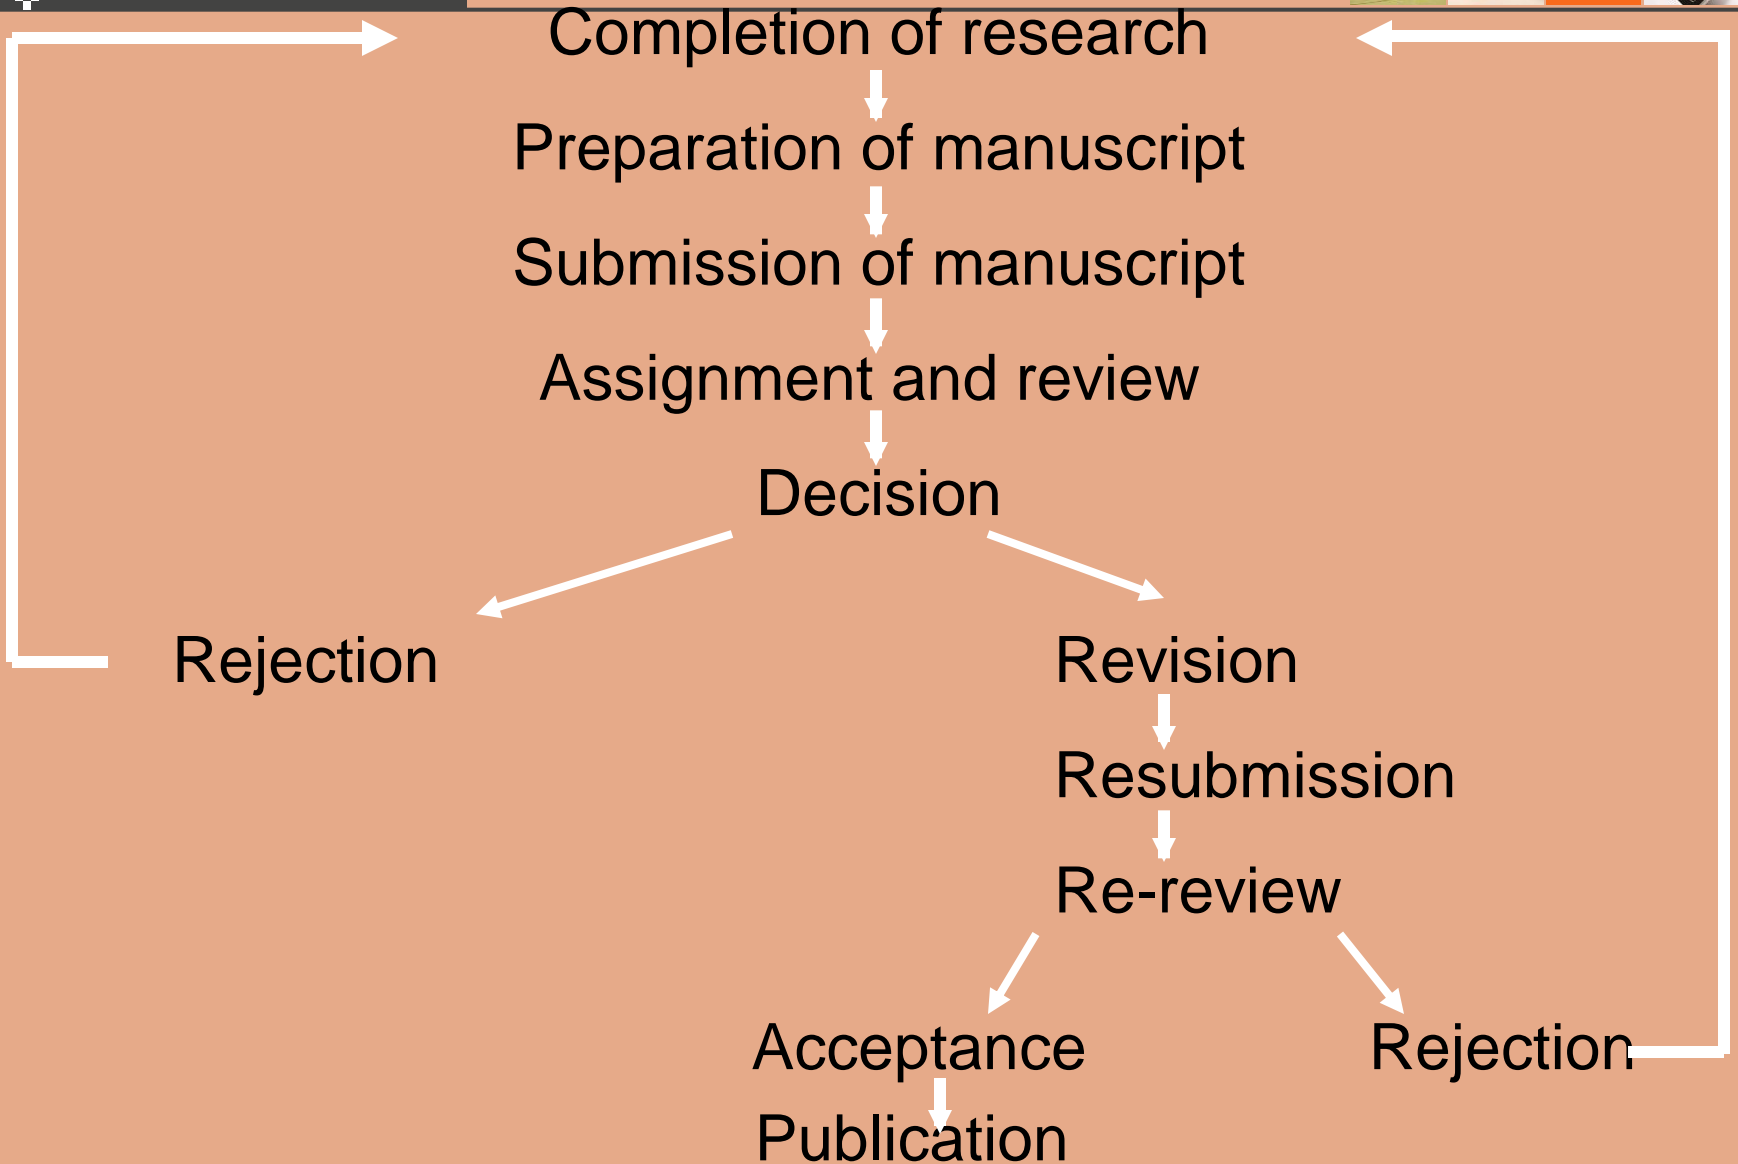 Completion of research
Preparation of manuscript
Submission of manuscript
Assignment and review
Decision
Rejection
Revision
Resubmission
Re-review
Acceptance
Rejection
Publication